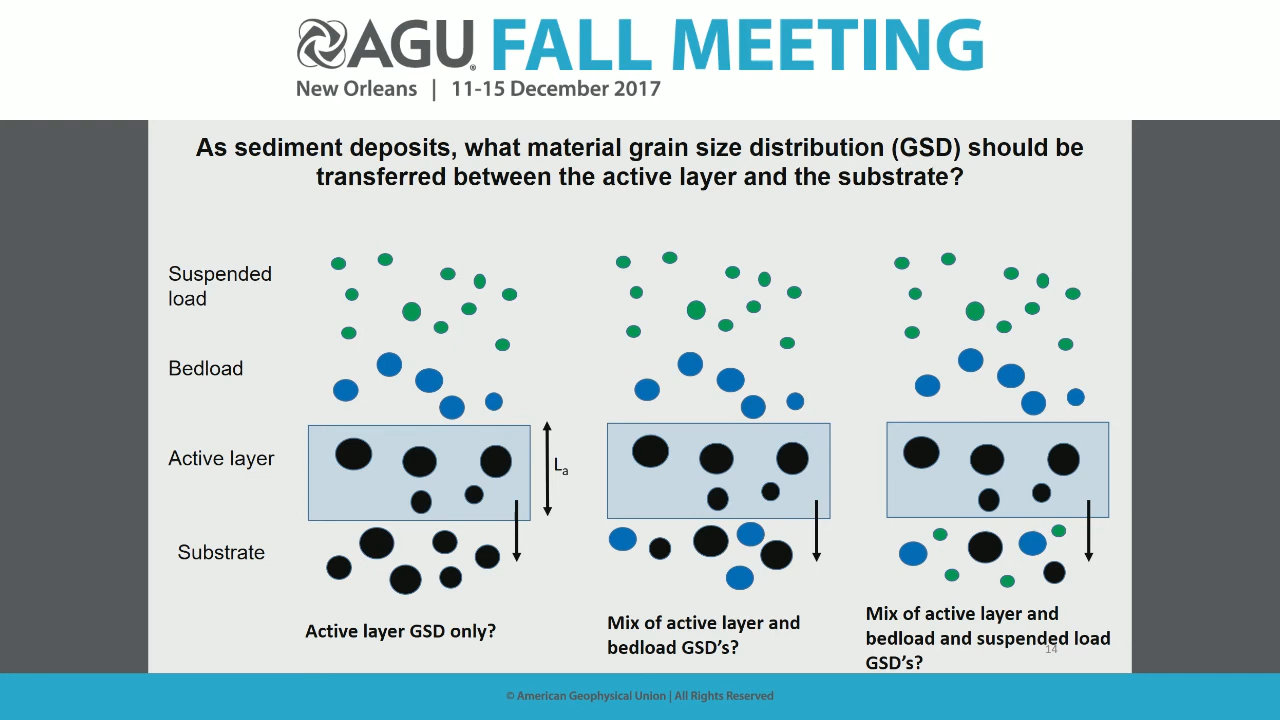 AGU FALL MEETING
New Orleans | 11-15 December 2017
As sediment deposits, what material grain size distribution (GSD) should be
transferred between the active layer and the substrate?
Suspended
load
Bedload
Active layer
La
Substrate
Active layer GSD only?
Mix of active layer and
bedload GSD's?
Mix of active layer and
bedload and suspended load
GSD's?
14
© American Geophysical Union | All Rights Reserved